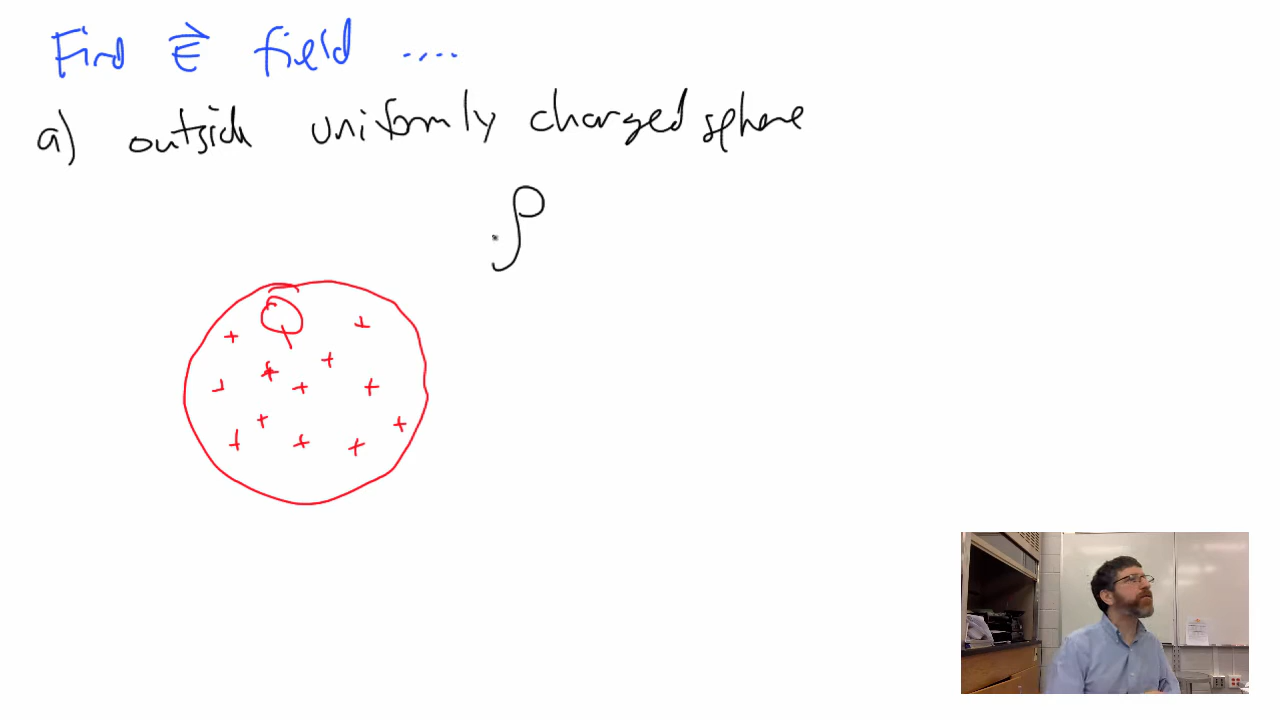 Find E⃗ field ....
a) outside uniformly charged sphere
ρ
Q
+ + + + + + + + + + + + +